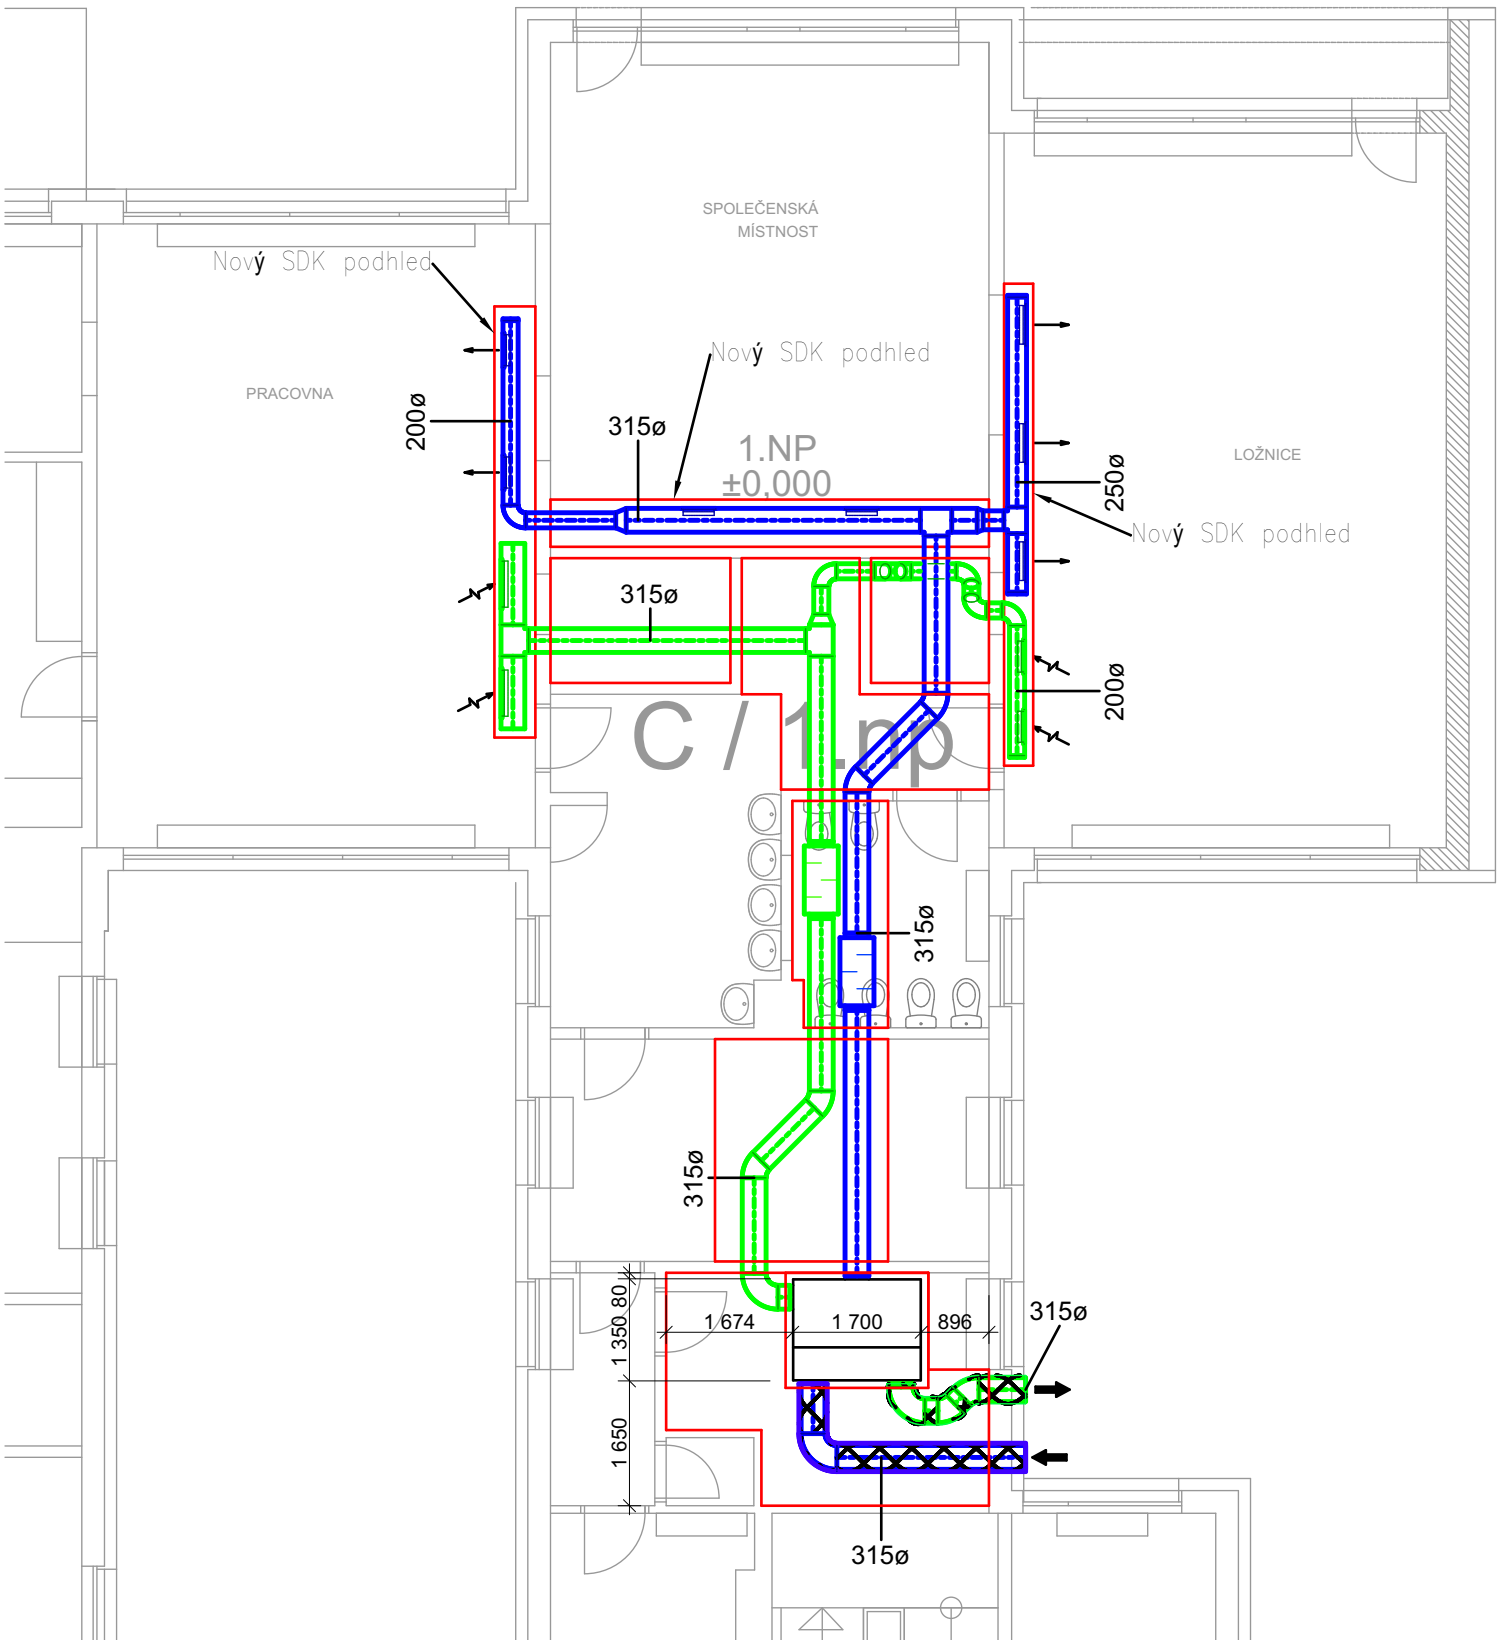 SPOLEČENSKÁ
MÍSTNOST
Nový SDK podhled
Nový SDK podhled
PRACOVNA
200ø
315ø
1.NP
±0,000
LOŽNICE
250ø
Nový SDK podhled
315ø
200ø
C / 1.np
315ø
315ø
80
1 350
1 674
1 700
896
315ø
1 650
315ø